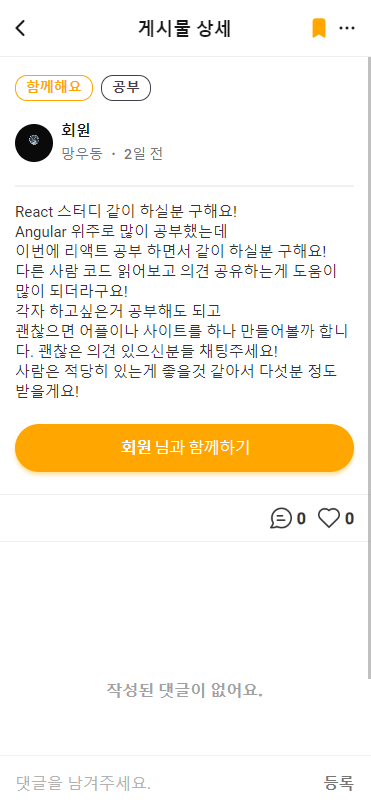 게시물 상세
함께해요 공부
회원
망우동 · 2일 전
React 스터디 같이 하실분 구해요!
Angular 위주로 많이 공부했는데
이번에 리액트 공부 하면서 같이 하실분 구해요!
다른 사람 코드 읽어보고 의견 공유하는게 도움이
많이 되더라구요!
각자 하고싶은거 공부해도 되고
괜찮으면 어플이나 사이트를 하나 만들어볼까 합니
다. 괜찮은 의견 있으신분들 채팅주세요!
사람은 적당히 있는게 좋을것 같아서 다섯분 정도
받을게요!
회원 님과 함께하기
0 0
작성된 댓글이 없어요.
댓글을 남겨주세요. 등록